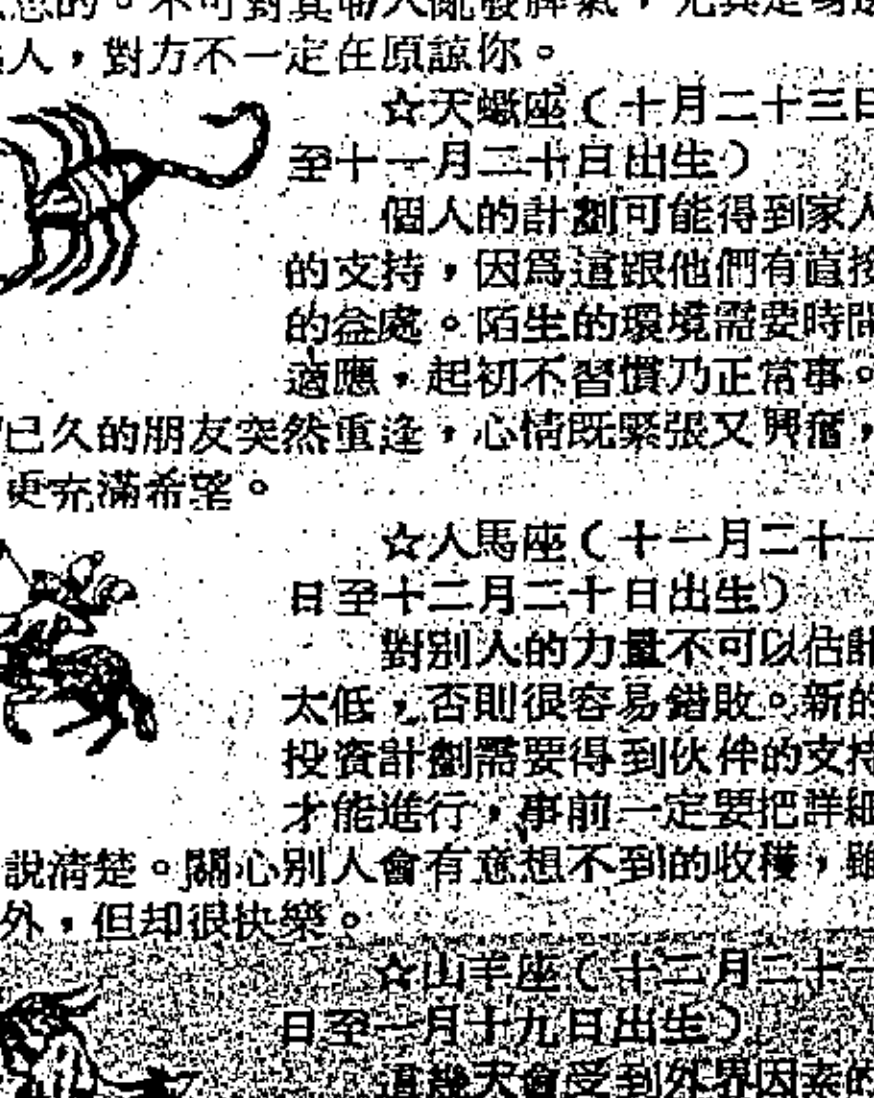 不可對其他人亂發脾氣，尤其是
人，對方不一定在原諒你。
☆天蠍座（十月二十三日
至十一月二十日出生）
個人的計劃可能得到家人
的支持，因爲這跟他們有直接
的益處。陌生的環境需要時間
適應，起初不習慣乃正常事。
已久的朋友突然重逢，心情既緊張又興奮，
更充滿希望。
☆人馬座（十一月二十一
日至十二月二十日出生）
對别人的力量不可以估計
太低，否則很容易錯敗。新的
投資計劃需要得到伙伴的支持
才能進行，事前一定要把詳細
說清楚。關心别人會有意想不到的收穫，雖
外，但却很快樂。
☆山羊座（十二月二十一
日至一月十九日出生）
這幾天會受到外界因素的